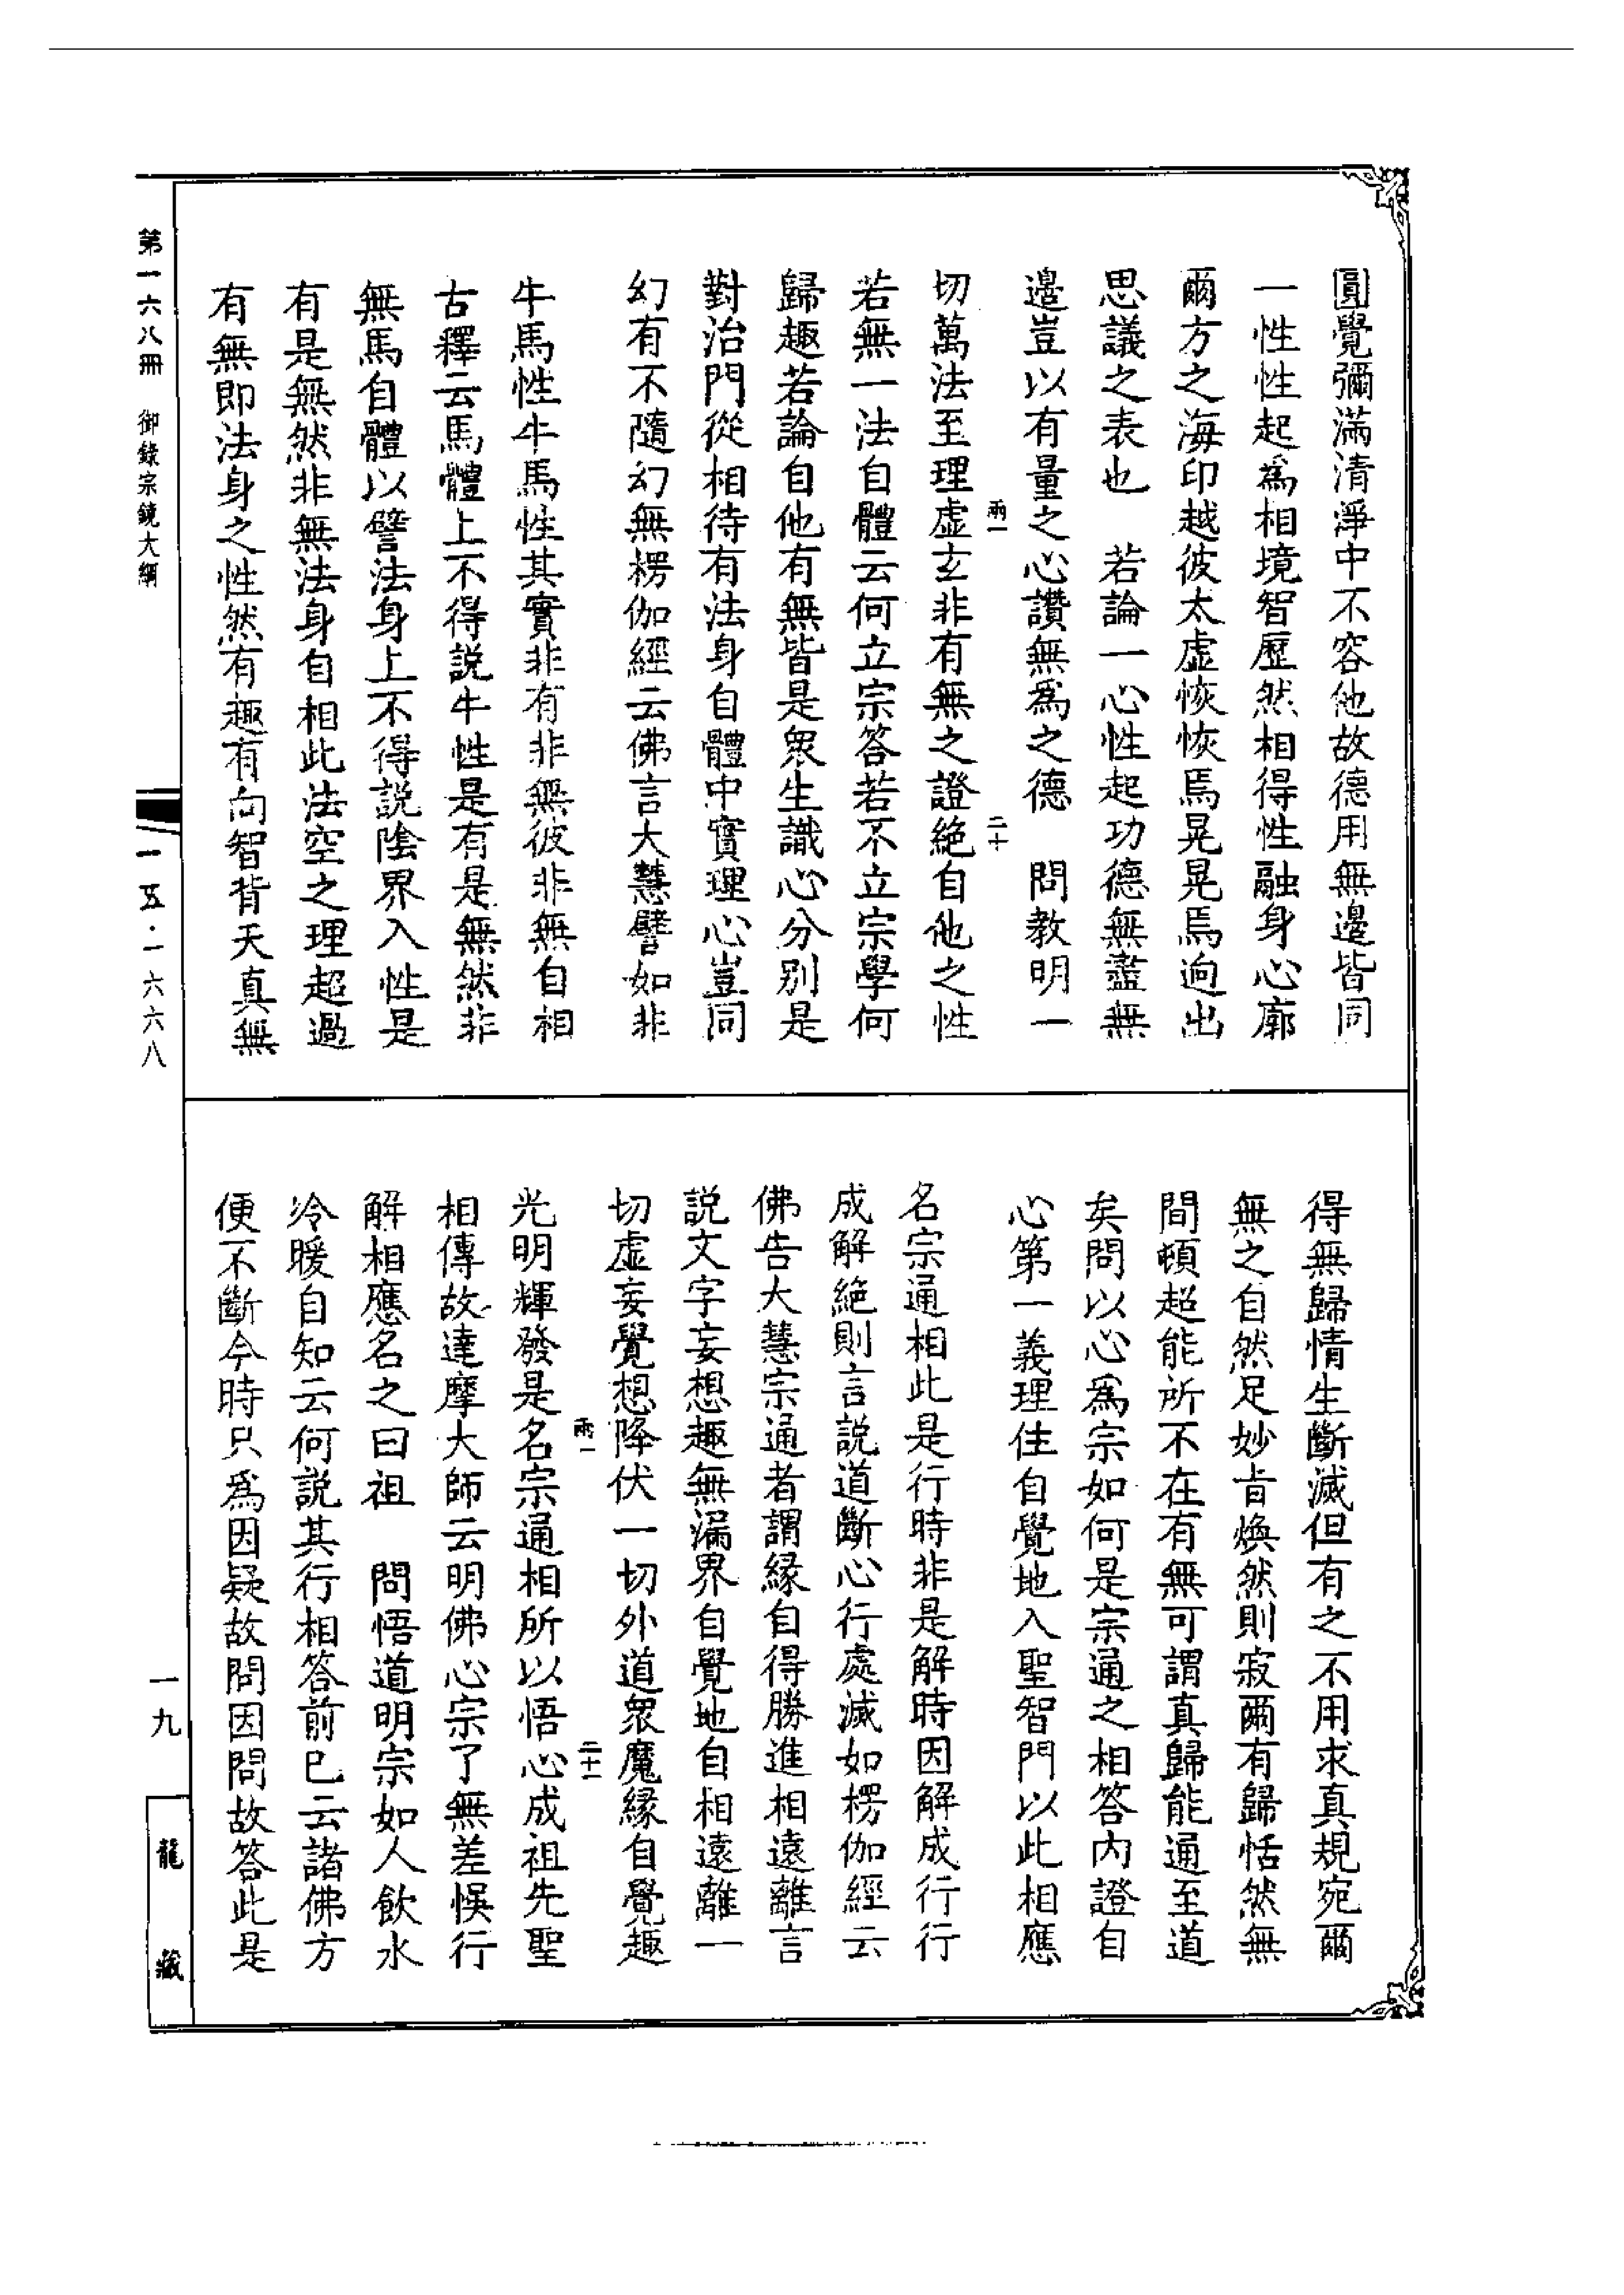 圓覺彌滿清淨中不容他故德用無邊皆同
一性性起爲相境智歷然相得性融身心廓
爾方之海印越彼太虛恢恢焉晃晃焉逈出
思議之表也　若論一心性起功德無盡無
邊豈以有量之心讚無爲之德　問教明一
兩一　二十
切萬法至理虛玄非有無之證絕自他之性
若無一法自體云何立宗答若不立宗學何
歸趣若論自他有無皆是衆生識心分別是
對治門從相待有法身自體中實理心豈同
幻有不隨幻無楞伽經云佛言大慧譬如非
牛馬性牛馬性其實非有非無彼非無自相
古釋云馬體上不得説牛性是有是無然非
無馬自體以譬法身上不得説陰界入性是
有是無然非無法身自相此法空之理超過
有無即法身之性然有趣有向智背天真無
得無歸情生斷滅但有之不用求真規宛爾
無之自然足妙旨煥然則寂爾有歸恬然無
間頓超能所不在有無可謂真歸能通至道
矣問以心爲宗如何是宗通之相答內證自
心第一義理住自覺地入聖智門以此相應
名宗通相此是行時非是解時因解成行行
成解絕則言説道斷心行處滅如楞伽經云
佛告大慧宗通者謂緣自得勝進相遠離言
説文字妄想趣無漏界自覺地自相遠離一
切虛妄覺想降伏一切外道衆魔緣自覺趣
兩一　二十一
光明輝發是名宗通相所以悟心成祖先聖
相傳故達摩大師云明佛心宗了無差悞行
解相應名之曰祖　問悟道明宗如人飲水
冷暖自知云何説其行相答前已云諸佛方
便不斷今時只爲因疑故問因問故答此是
第一六八冊　御錄宗鏡大綱
一五·一六六八
一九
龍藏